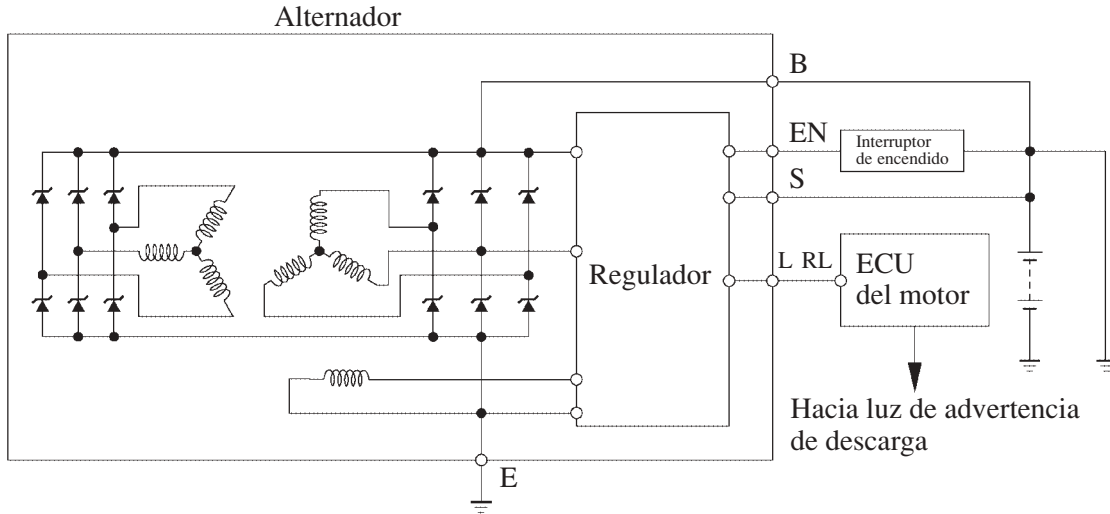 Alternador
B
EN
Interruptor
de encendido
S
Regulador
L RL
ECU
del motor
Hacia luz de advertencia
de descarga
E